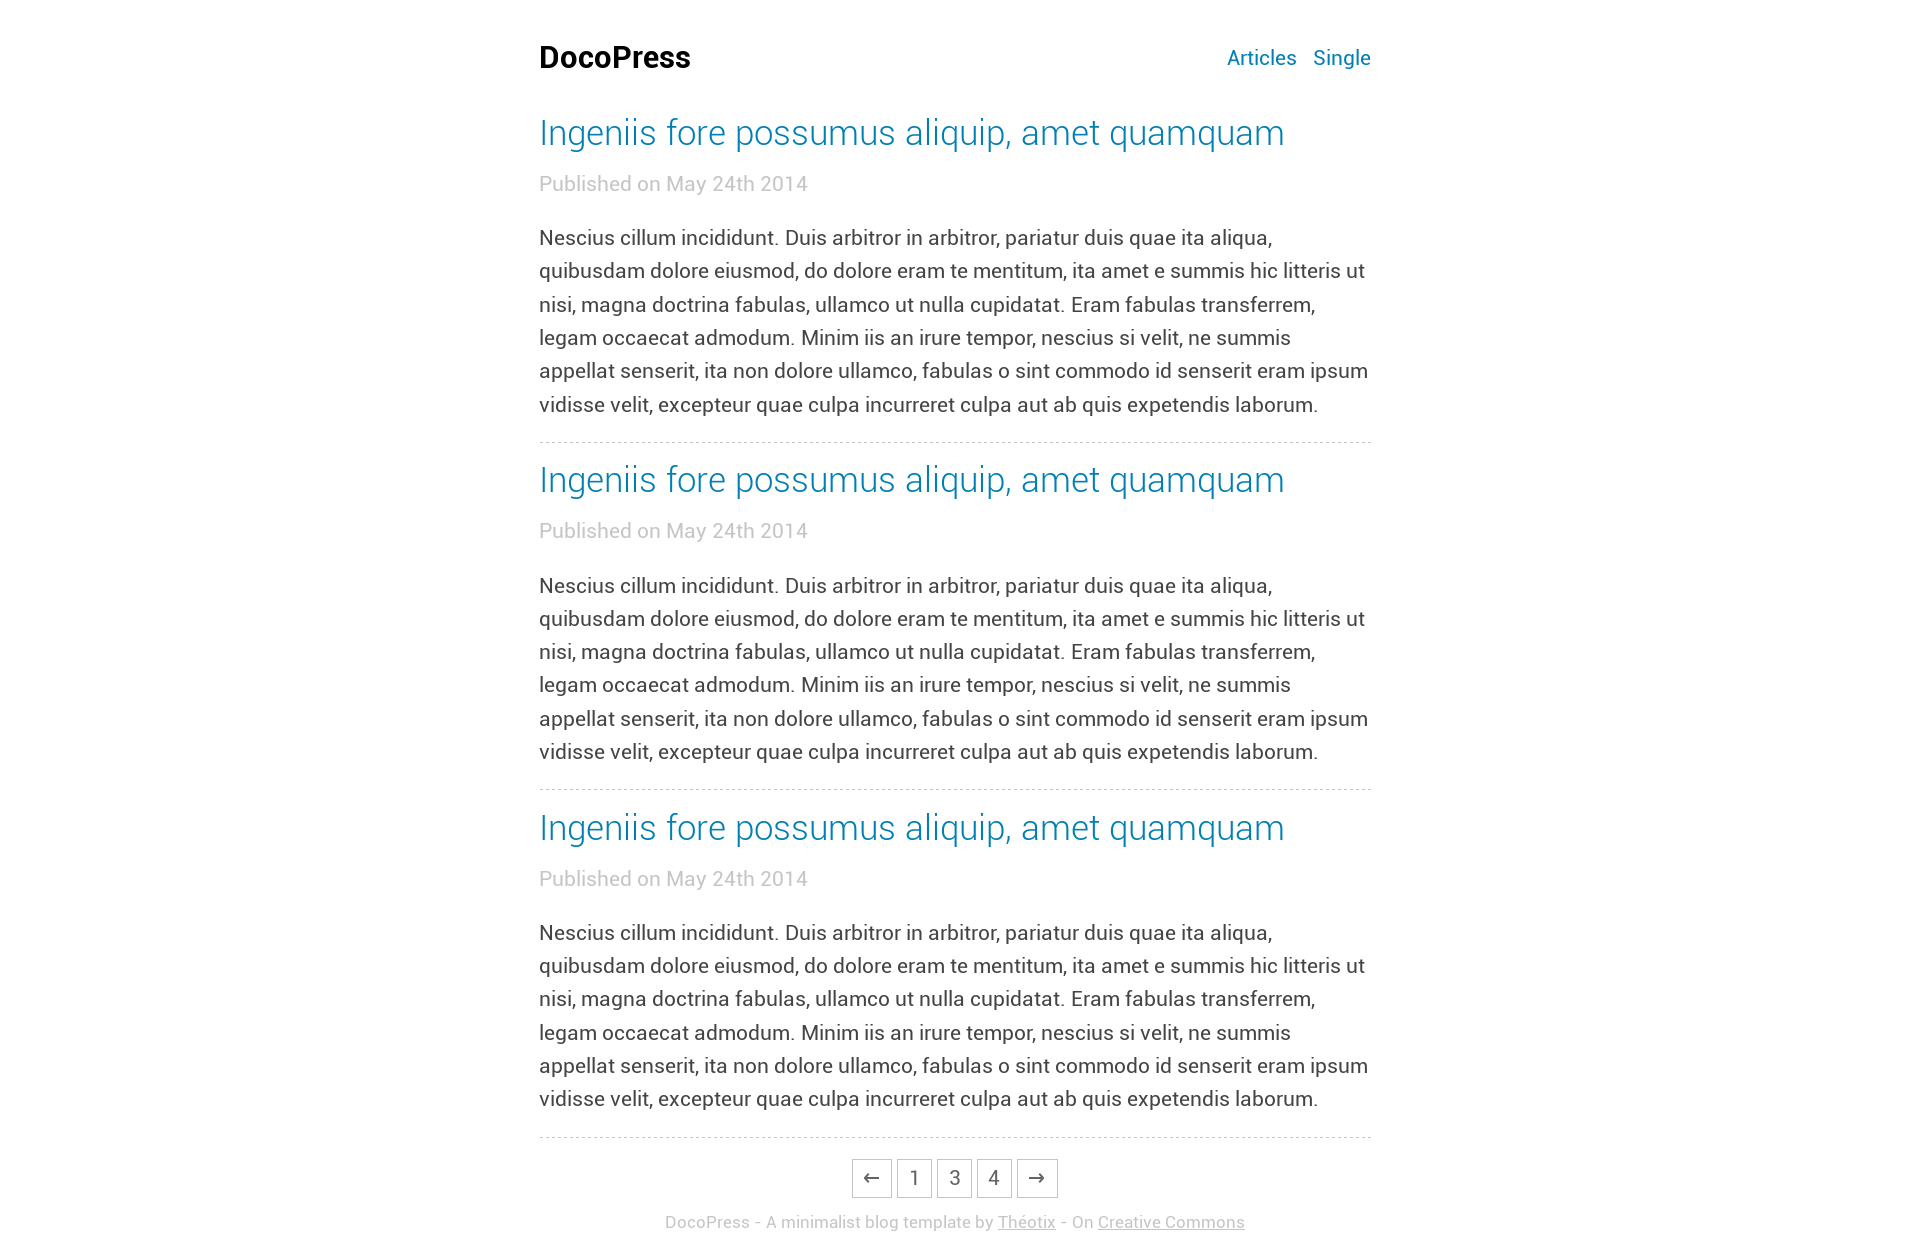 DocoPress
Articles Single
Ingeniis fore possumus aliquip, amet quamquam
Published on May 24th 2014
Nescius cillum incididunt. Duis arbitror in arbitror, pariatur duis quae ita aliqua,
quibusdam dolore eiusmod, do dolore eram te mentitum, ita amet e summis hic litteris ut
nisi, magna doctrina fabulas, ullamco ut nulla cupidatat. Eram fabulas transferrem,
legam occaecat admodum. Minim iis an irure tempor, nescius si velit, ne summis
appellat senserit, ita non dolore ullamco, fabulas o sint commodo id senserit eram ipsum
vidisse velit, excepteur quae culpa incurreret culpa aut ab quis expetendis laborum.
Ingeniis fore possumus aliquip, amet quamquam
Published on May 24th 2014
Nescius cillum incididunt. Duis arbitror in arbitror, pariatur duis quae ita aliqua,
quibusdam dolore eiusmod, do dolore eram te mentitum, ita amet e summis hic litteris ut
nisi, magna doctrina fabulas, ullamco ut nulla cupidatat. Eram fabulas transferrem,
legam occaecat admodum. Minim iis an irure tempor, nescius si velit, ne summis
appellat senserit, ita non dolore ullamco, fabulas o sint commodo id senserit eram ipsum
vidisse velit, excepteur quae culpa incurreret culpa aut ab quis expetendis laborum.
Ingeniis fore possumus aliquip, amet quamquam
Published on May 24th 2014
Nescius cillum incididunt. Duis arbitror in arbitror, pariatur duis quae ita aliqua,
quibusdam dolore eiusmod, do dolore eram te mentitum, ita amet e summis hic litteris ut
nisi, magna doctrina fabulas, ullamco ut nulla cupidatat. Eram fabulas transferrem,
legam occaecat admodum. Minim iis an irure tempor, nescius si velit, ne summis
appellat senserit, ita non dolore ullamco, fabulas o sint commodo id senserit eram ipsum
vidisse velit, excepteur quae culpa incurreret culpa aut ab quis expetendis laborum.
← 1 3 4 →
DocoPress - A minimalist blog template by Théotix - On Creative Commons